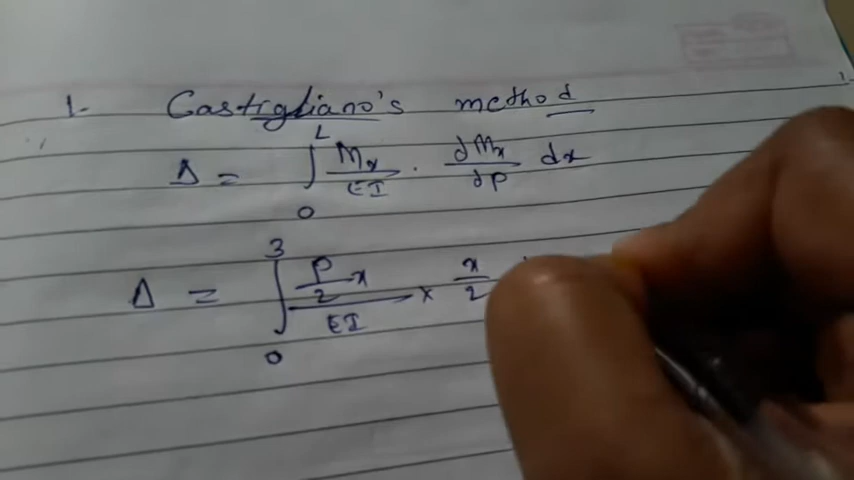 1- Castigliano's method
Δ = ∫₀ᴸ Mx/EI · ∂Mx/∂P dx
Δ = ∫₀³ (P/2 x)/EI × x/2